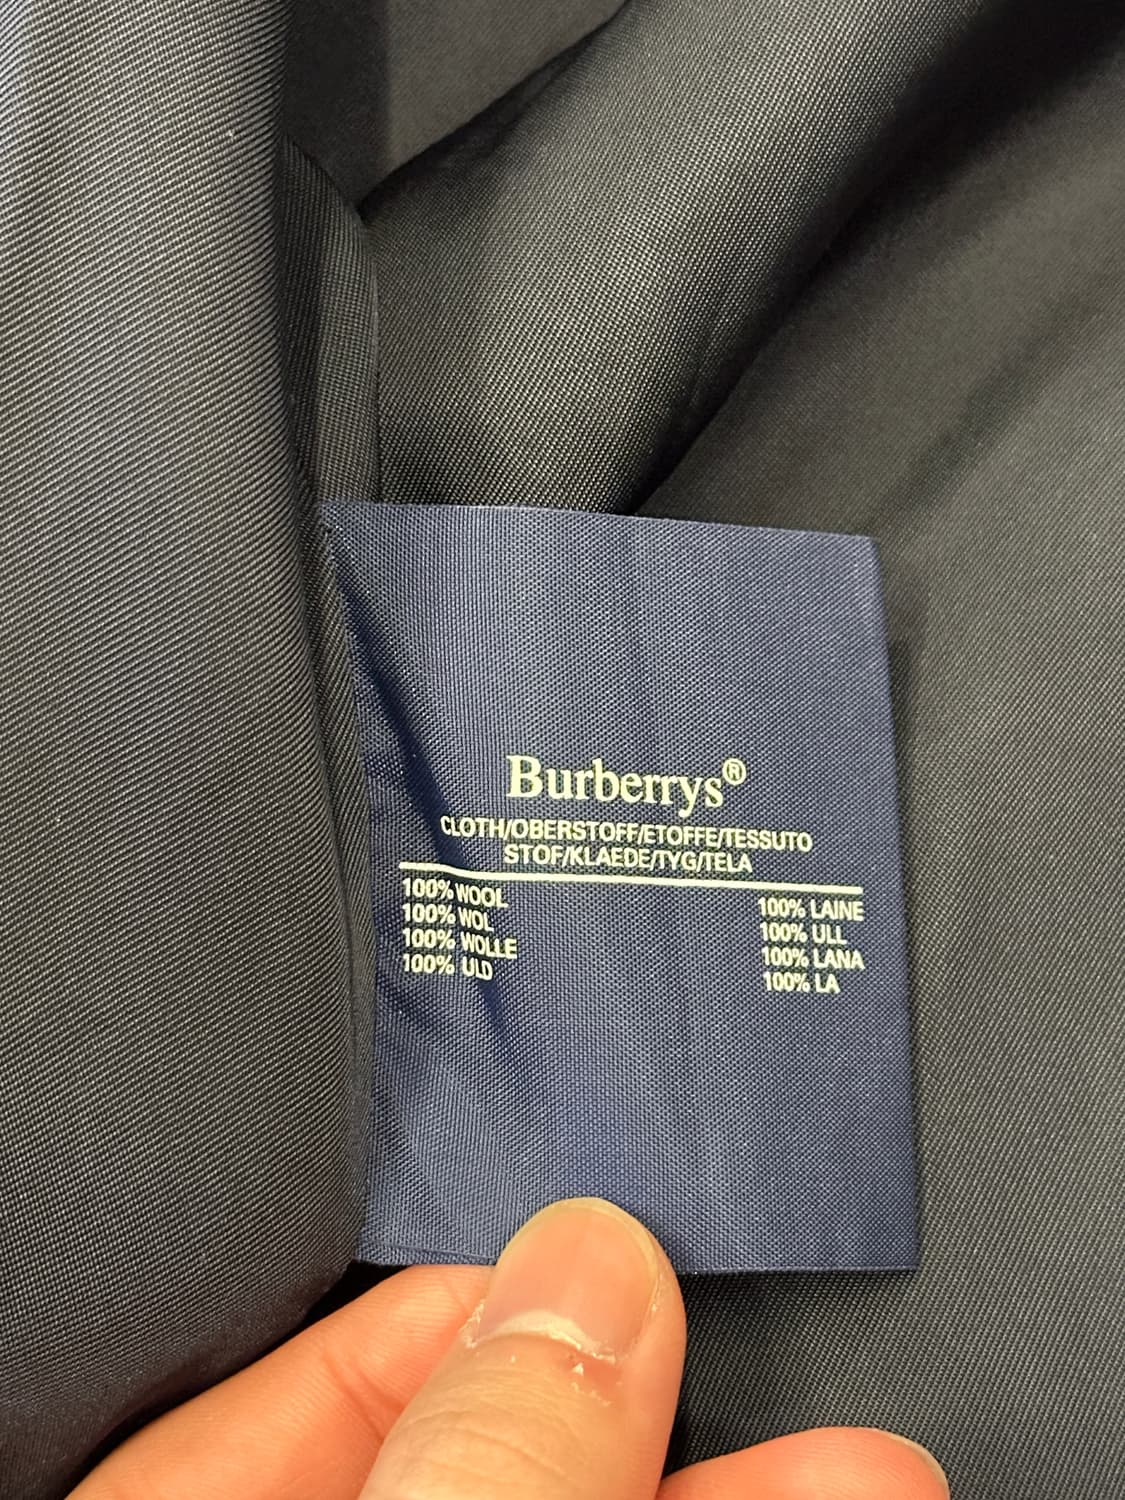 Burberrys®
CLOTH/OBERSTOFF/ETOFFE/TESSUTO
STOF/KLAEDE/TYG/TELA
100% WOOL
100% WOL
100% WOLLE
100% ULD
100% LAINE
100% ULL
100% LANA
100% LA